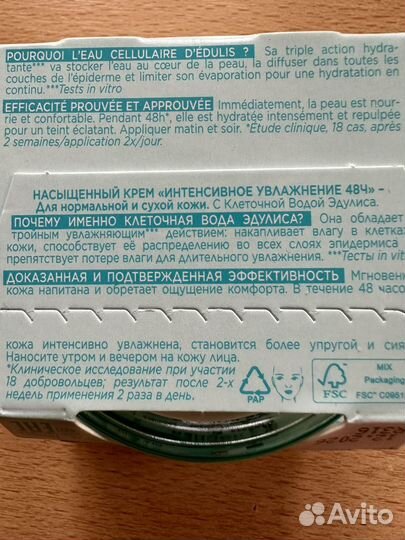 POURQUOI L'EAU CELLULAIRE D'ÉDULIS ? Sa triple action hydra-
tante*** va stocker l'eau au cœur de la peau, la diffuser dans toutes les
couches de l'épiderme et limiter son évaporation pour une hydratation en
continu.***Tests in vitro
EFFICACITÉ PROUVÉE ET APPROUVÉE Immédiatement, la peau est nour-
rie et confortable. Pendant 48h*, elle est hydratée intensément et repulpée
pour un teint éclatant. Appliquer matin et soir. *Étude clinique, 18 cas, après
2 semaines/application 2x/jour.
НАСЫЩЕННЫЙ КРЕМ «ИНТЕНСИВНОЕ УВЛАЖНЕНИЕ 48Ч» -
Для нормальной и сухой кожи. С Клеточной Водой Эдулиса.
ПОЧЕМУ ИМЕННО КЛЕТОЧНАЯ ВОДА ЭДУЛИСА? Она обладает
тройным увлажняющим*** действием: накапливает влагу в клетках
кожи, способствует её распределению во всех слоях эпидермиса
препятствует потере влаги для длительного увлажнения. ***Тесты in vit
ДОКАЗАННАЯ И ПОДТВЕРЖДЕННАЯ ЭФФЕКТИВНОСТЬ Мгновенн
кожа напитана и обретает ощущение комфорта. В течение 48 часо
кожа интенсивно увлажнена, становится более упругой и сия
Наносите утром и вечером на кожу лица.
*Клиническое исследование при участии
18 добровольцев; результат после 2-х
недель применения 2 раза в день.
PAP
FSC
MIX
Packaging
FSC® C0951
Avito